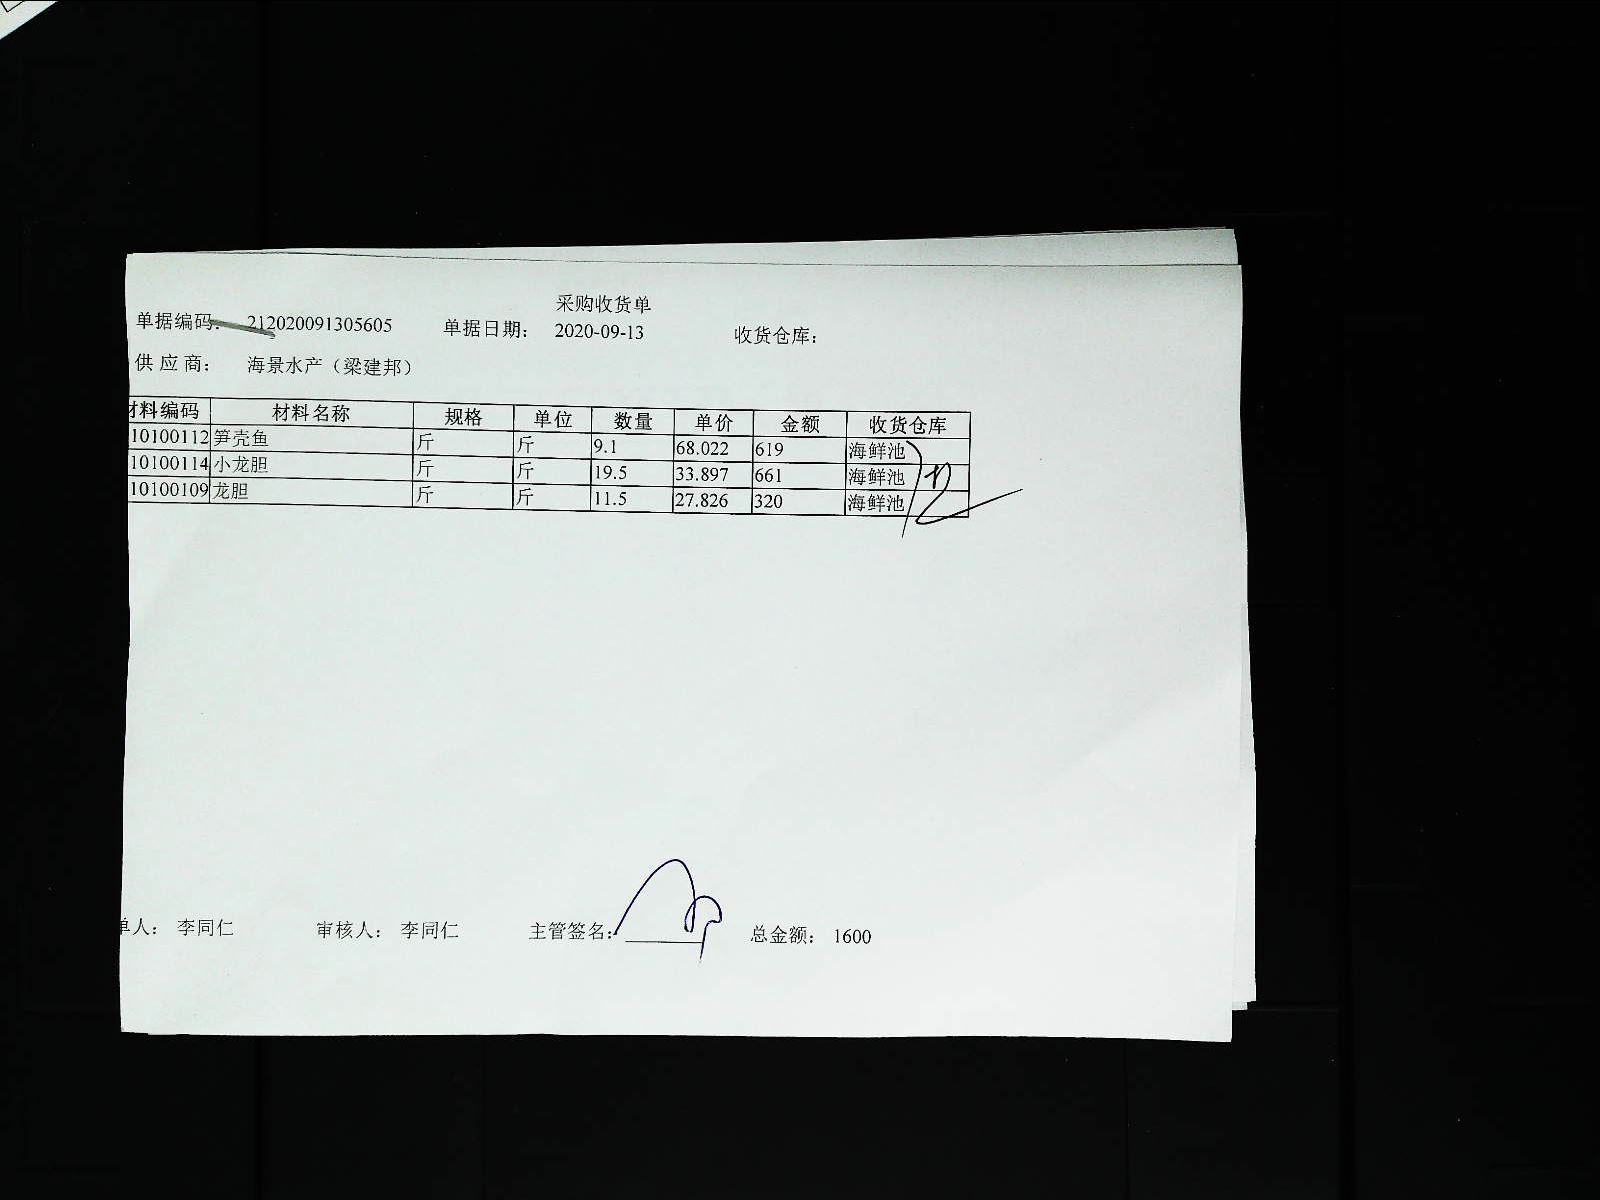 采购收货单
单据编码: 212020091305605 单据日期: 2020-09-13 收货仓库:
供应商: 海景水产（梁建邦）
材料编码 材料名称 规格 单位 数量 单价 金额 收货仓库
10100112 笋壳鱼 斤 斤 9.1 68.022 619 海鲜池
10100114 小龙胆 斤 斤 19.5 33.897 661 海鲜池
10100109 龙胆 斤 斤 11.5 27.826 320 海鲜池
单人: 李同仁 审核人: 李同仁 主管签名: 总金额: 1600